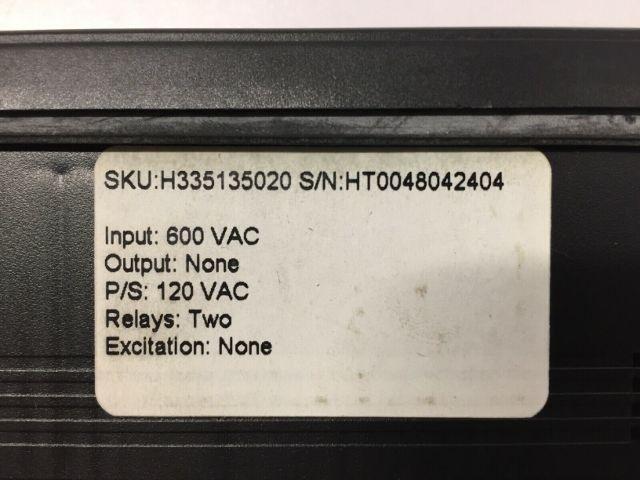 SKU:H335135020 S/N:HT0048042404
Input: 600 VAC
Output: None
P/S: 120 VAC
Relays: Two
Excitation: None